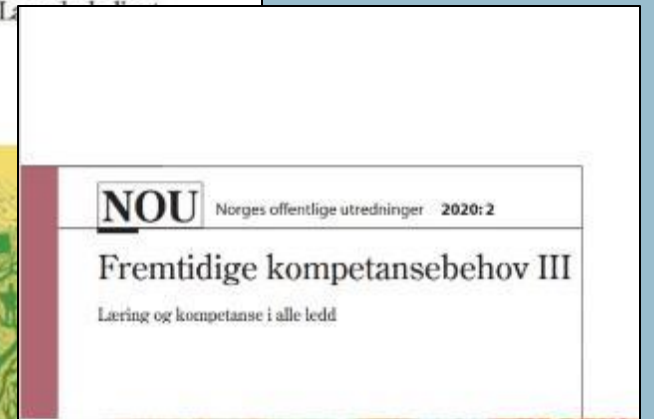 NOU Norges offentlige utredninger 2020: 2
Fremtidige kompetansebehov III
Læring og kompetanse i alle ledd